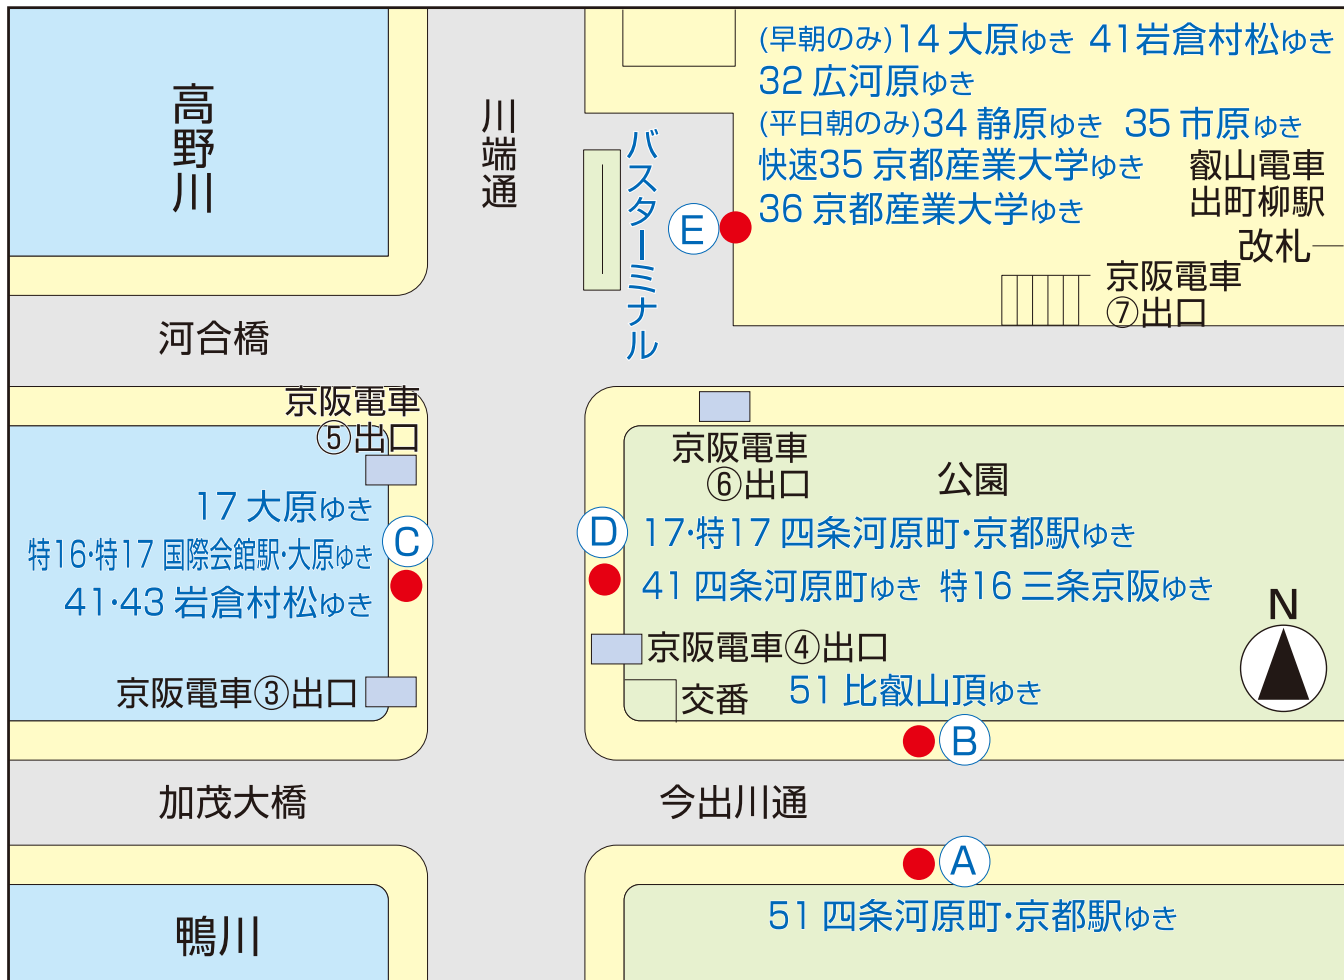 高野川
川端通
バスターミナル
(早朝のみ)14 大原ゆき 41岩倉村松ゆき
32 広河原ゆき
(平日朝のみ)34 静原ゆき 35 市原ゆき
快速35 京都産業大学ゆき
36 京都産業大学ゆき
E
叡山電車
出町柳駅
改札
京阪電車
⑦出口
河合橋
京阪電車
⑤出口
17 大原ゆき
特16・特17 国際会館駅・大原ゆき
41・43 岩倉村松ゆき
C
京阪電車③出口
京阪電車
⑥出口
公園
D
17・特17 四条河原町・京都駅ゆき
41 四条河原町ゆき 特16 三条京阪ゆき
京阪電車④出口
交番
51 比叡山頂ゆき
B
N
加茂大橋
今出川通
A
51 四条河原町・京都駅ゆき
鴨川